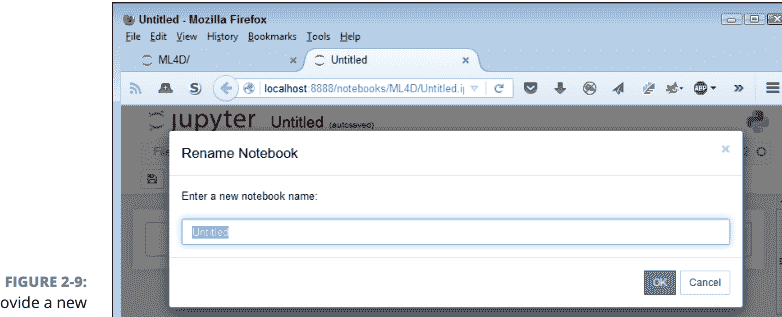 Untitled - Mozilla Firefox
File Edit View History Bookmarks Tools Help
ML4D/ × Untitled ×
localhost:8888/notebooks/ML4D/Untitled.i
jupyter Untitled (autosaved)
Rename Notebook ×
Enter a new notebook name:
Untitled
OK Cancel
FIGURE 2-9:
ovide a new